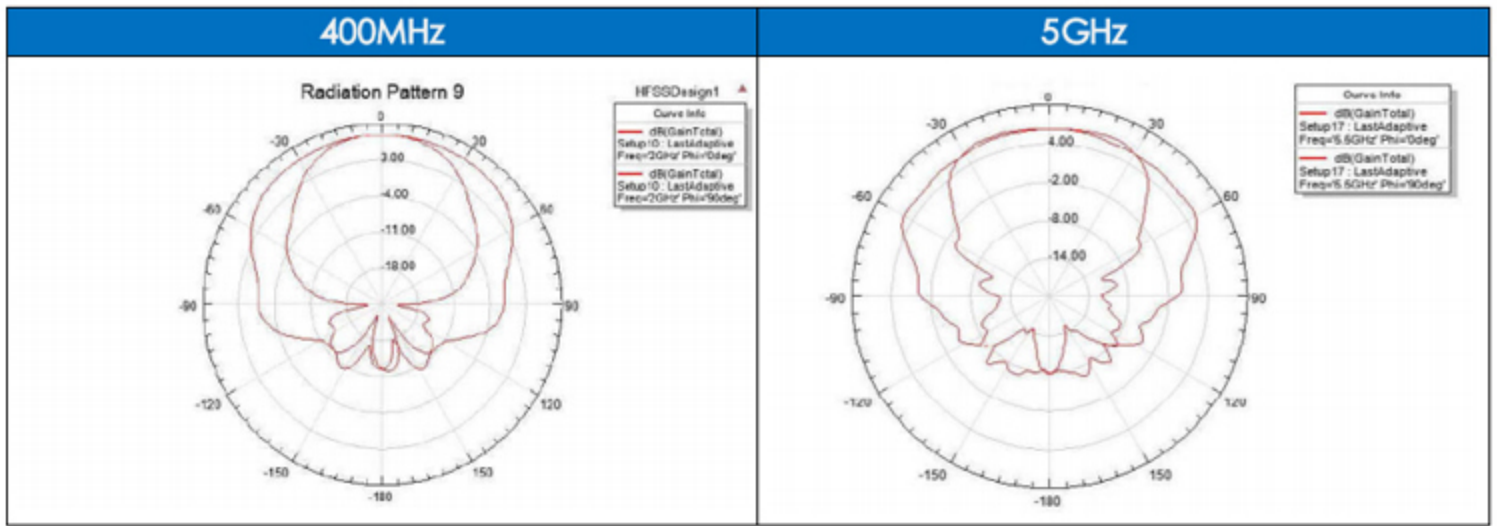 400MHz
5GHz
Radiation Pattern 9
HFSSDesign1
Curve Info
dB(GainTotal)
Setup10 : LastAdaptive
Freq='2GHz' Phi='0deg'
dB(GainTotal)
Setup10 : LastAdaptive
Freq='2GHz' Phi='90deg'
0
-30
30
3.00
-4.00
-60
60
-11.00
-18.00
-90
90
-120
120
-150
150
-180
Curve Info
dB(GainTotal)
Setup17 : LastAdaptive
Freq='5.5GHz' Phi='0deg'
dB(GainTotal)
Setup17 : LastAdaptive
Freq='5.5GHz' Phi='90deg'
0
-30
30
4.00
-2.00
-60
60
-8.00
-14.00
-90
90
-120
120
-150
150
-180